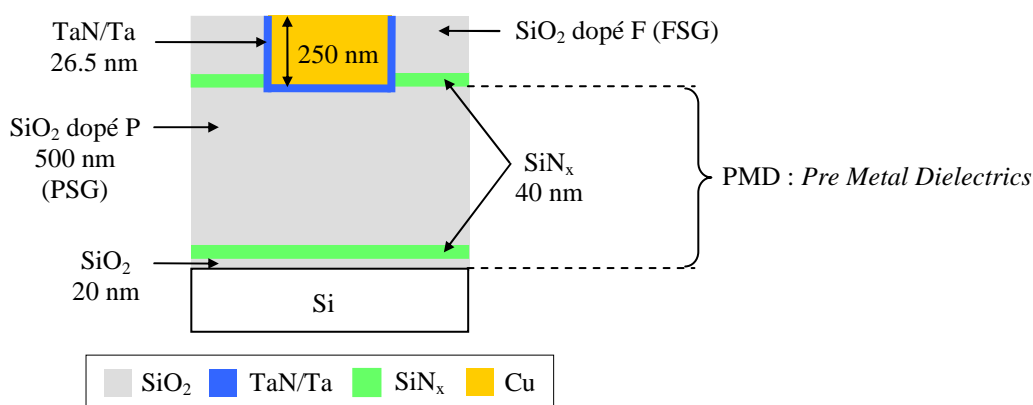 TaN/Ta
26.5 nm
250 nm
SiO₂ dopé F (FSG)
SiO₂ dopé P
500 nm
(PSG)
SiNₓ
40 nm
PMD : Pre Metal Dielectrics
SiO₂
20 nm
Si
SiO₂ TaN/Ta SiNₓ Cu